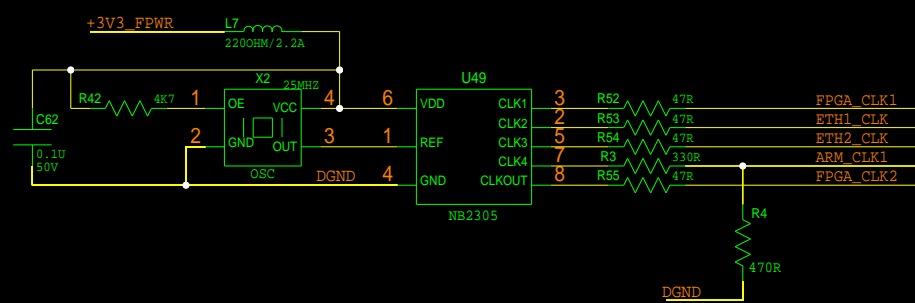 +3V3_FPWR
L7
220OHM/2.2A
X2
25MHZ
U49
R42
4K7
1
OE
VCC
4
6
VDD
CLK1
3
R52
47R
FPGA_CLK1
C62
CLK2
2
R53
47R
ETH1_CLK
2
GND
OUT
3
1
REF
CLK3
5
R54
47R
ETH2_CLK
0.1U
50V
CLK4
7
R3
330R
ARM_CLK1
OSC
DGND
4
GND
CLKOUT
8
R55
47R
FPGA_CLK2
NB2305
R4
470R
DGND